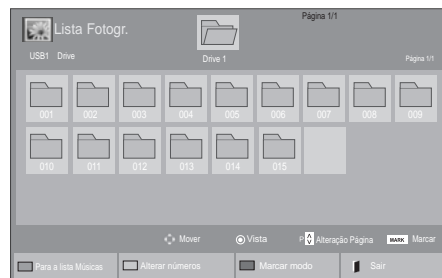 Página 1/1
Lista Fotogr.
USB1 Drive
Drive 1
Página 1/1
001 002 003 004 005 006 007 008 009
010 011 012 013 014 015
Mover Vista P Alteração Página MARK Marcar
Para a lista Músicas Alterar números Marcar modo Sair